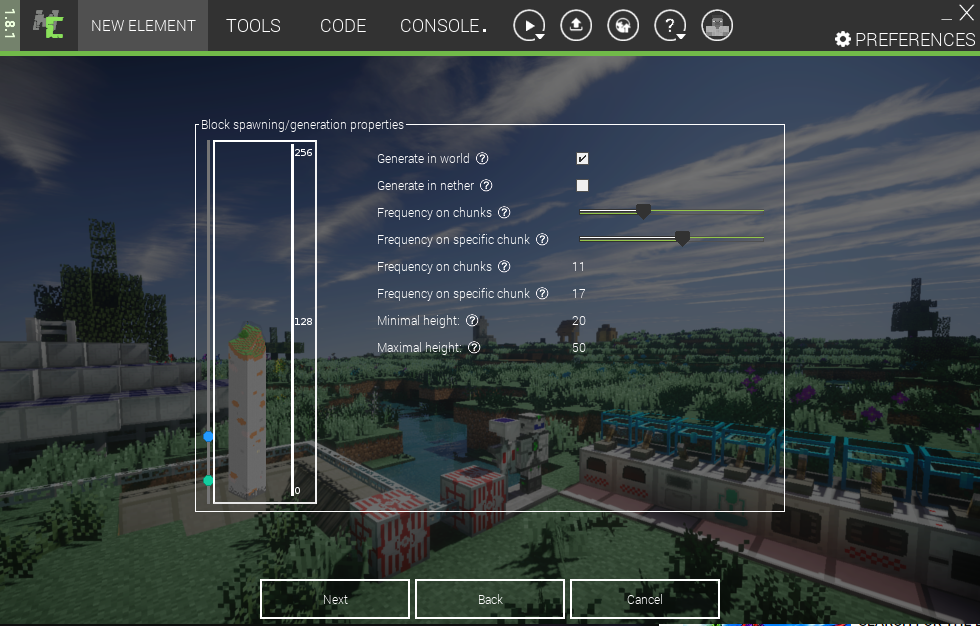 1.8.1
NEW ELEMENT
TOOLS
CODE
CONSOLE.
?
PREFERENCES
Block spawning/generation properties
256
128
0
Generate in world ?
Generate in nether ?
Frequency on chunks ?
Frequency on specific chunk ?
Frequency on chunks ? 11
Frequency on specific chunk ? 17
Minimal height: ? 20
Maximal height: ? 50
Next
Back
Cancel